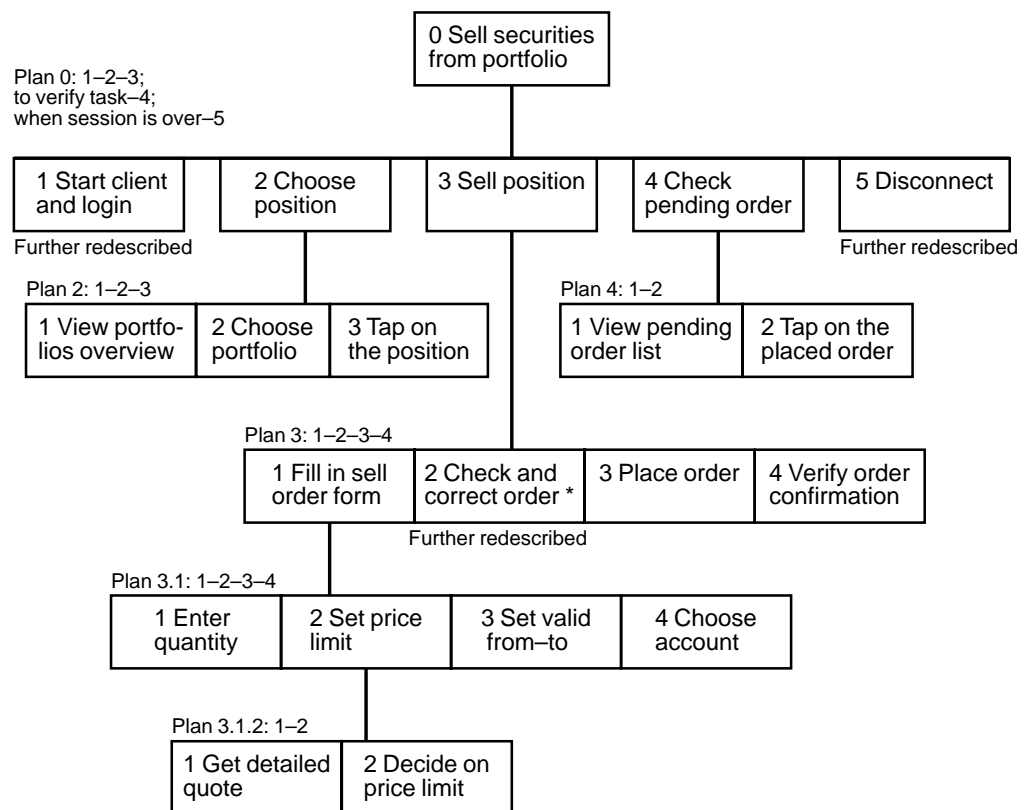 0 Sell securities
from portfolio
Plan 0: 1–2–3;
to verify task–4;
when session is over–5
1 Start client
and login
2 Choose
position
3 Sell position
4 Check
pending order
5 Disconnect
Further redescribed
Further redescribed
Plan 2: 1–2–3
1 View portfo-
lios overview
2 Choose
portfolio
3 Tap on
the position
Plan 4: 1–2
1 View pending
order list
2 Tap on the
placed order
Plan 3: 1–2–3–4
1 Fill in sell
order form
2 Check and
correct order *
3 Place order
4 Verify order
confirmation
Further redescribed
Plan 3.1: 1–2–3–4
1 Enter
quantity
2 Set price
limit
3 Set valid
from–to
4 Choose
account
Plan 3.1.2: 1–2
1 Get detailed
quote
2 Decide on
price limit